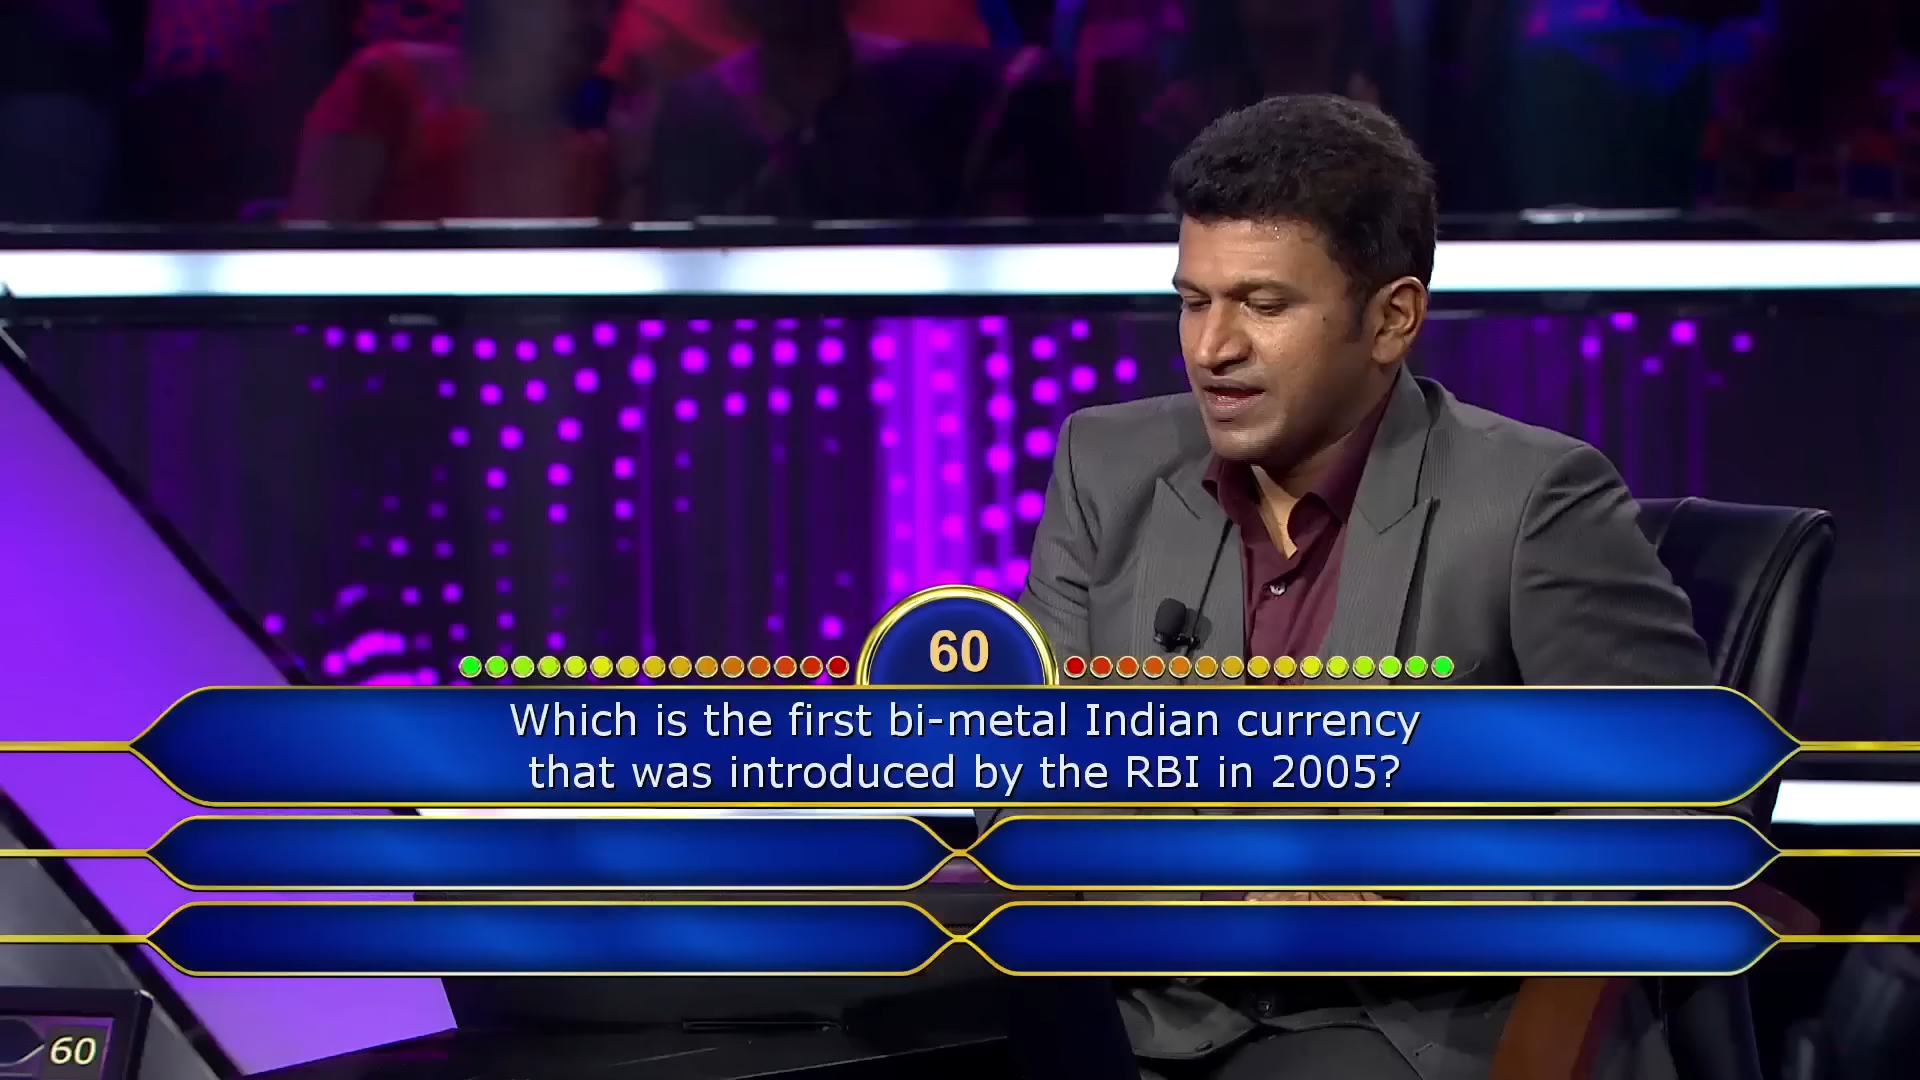 60
Which is the first bi-metal Indian currency
that was introduced by the RBI in 2005?
60